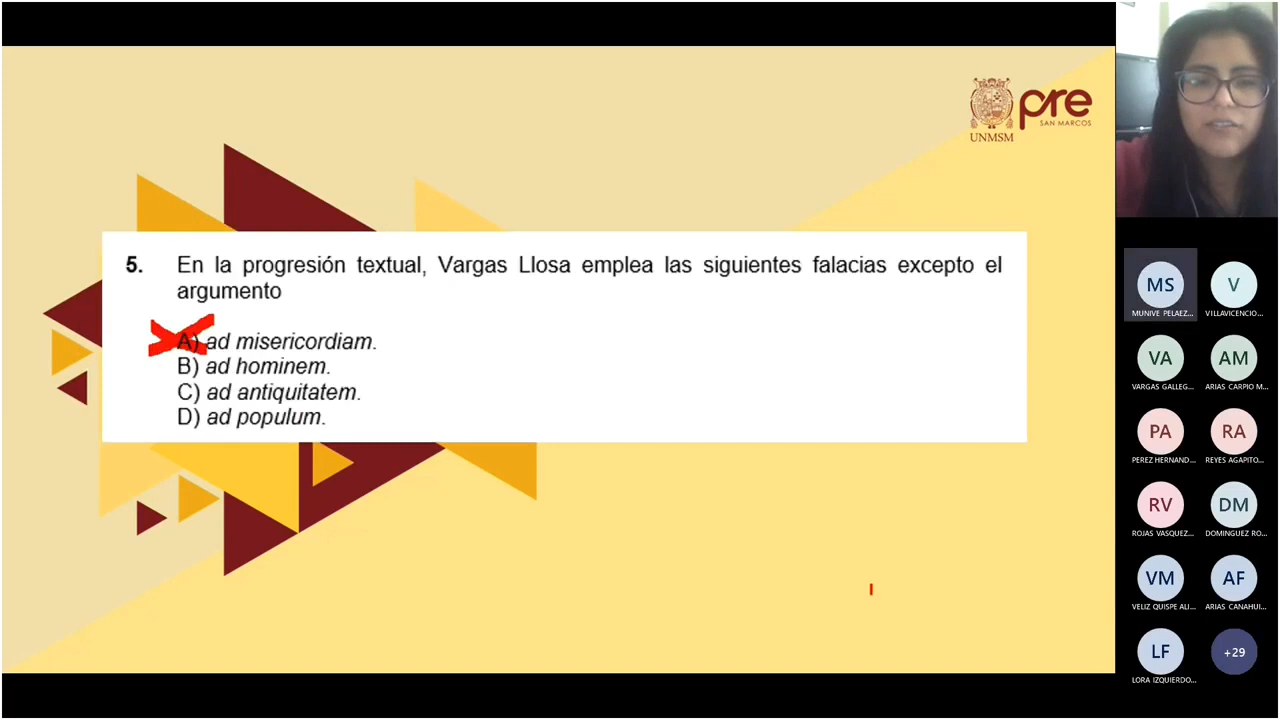 UNMSM
pre
SAN MARCOS
5. En la progresión textual, Vargas Llosa emplea las siguientes falacias excepto el
argumento
A) ad misericordiam.
B) ad hominem.
C) ad antiquitatem.
D) ad populum.
MS
V
MUNIVE PELAEZ...
VILLAVICENCIO...
VA
AM
VARGAS GALLEG...
ARIAS CARPIO M...
PA
RA
PEREZ HERNAND...
REYES AGAPITO...
RV
DM
ROJAS VASQUEZ...
DOMINGUEZ RO...
VM
AF
VELIZ QUISPE ALI...
ARIAS CANAHUI...
LF
+29
LORA IZQUIERDO...